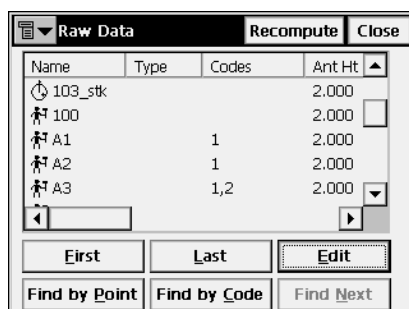 Raw Data Recompute Close
Name Type Codes Ant Ht
103_stk 2.000
100 2.000
A1 1 2.000
A2 1 2.000
A3 1,2 2.000
First Last Edit
Find by Point Find by Code Find Next